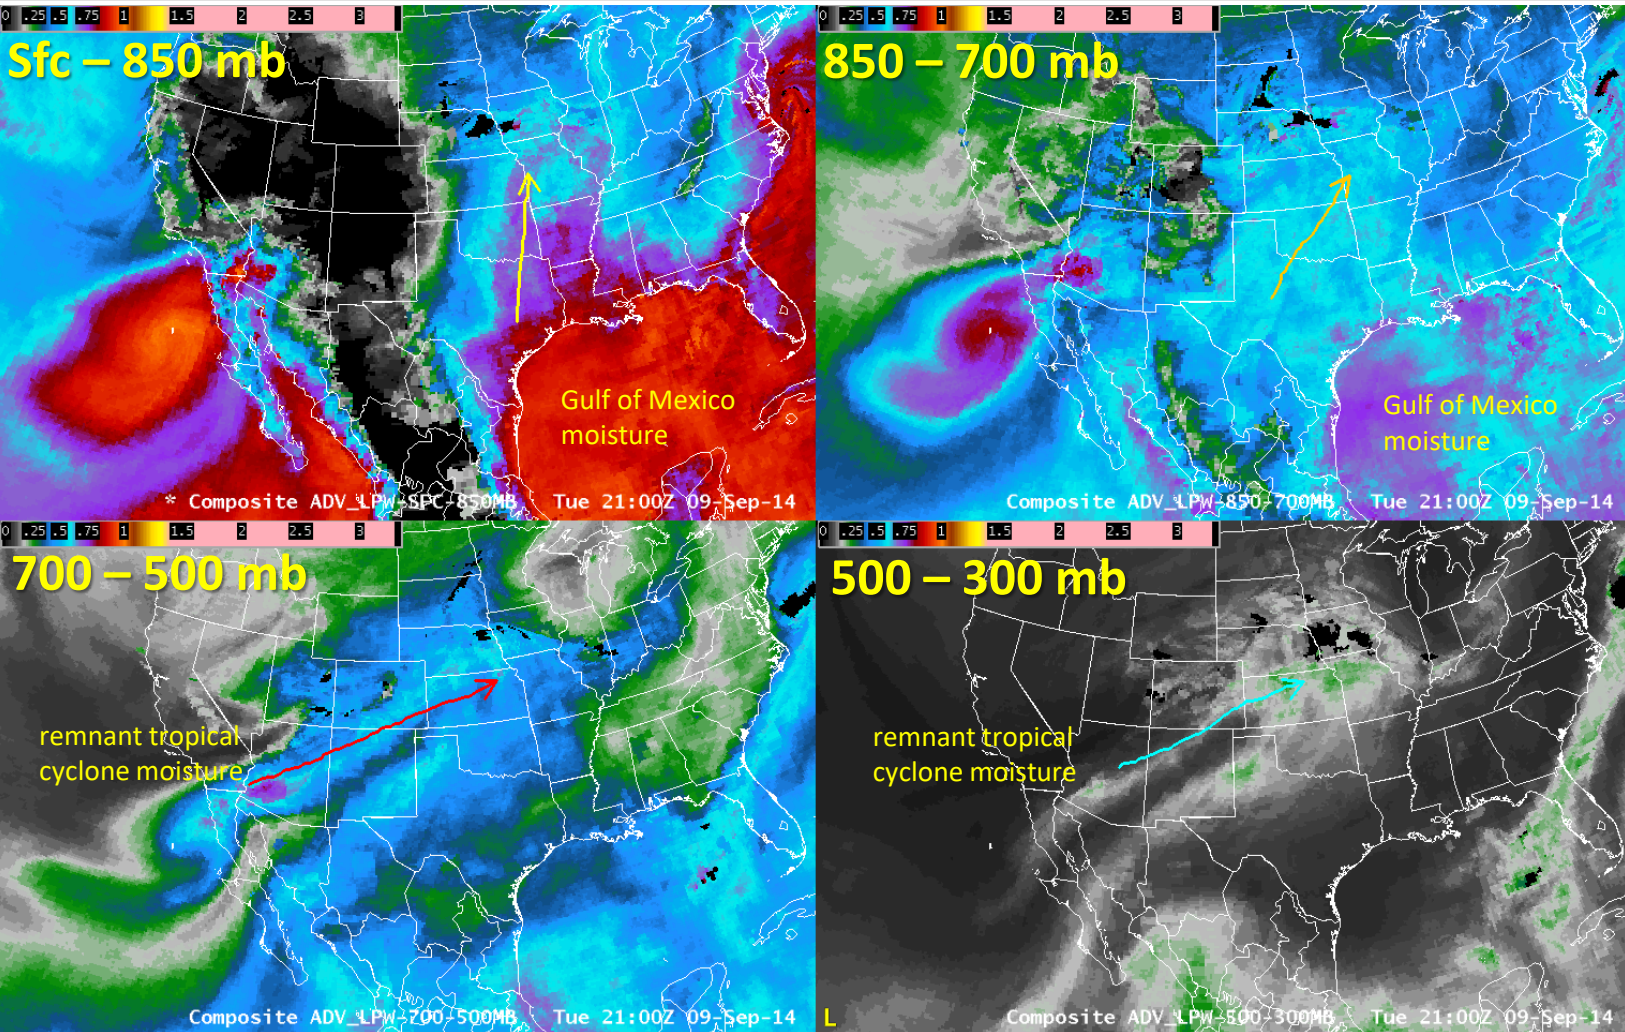 0 .25 .5 .75 1 1.5 2 2.5 3
Sfc – 850 mb
Gulf of Mexico
moisture
* Composite ADV_LPW-SFC-850MB Tue 21:00Z 09-Sep-14
0 .25 .5 .75 1 1.5 2 2.5 3
850 – 700 mb
Gulf of Mexico
moisture
Composite ADV_LPW-850-700MB Tue 21:00Z 09-Sep-14
0 .25 .5 .75 1 1.5 2 2.5 3
700 – 500 mb
remnant tropical
cyclone moisture
Composite ADV_LPW-700-500MB Tue 21:00Z 09-Sep-14
0 .25 .5 .75 1 1.5 2 2.5 3
500 – 300 mb
remnant tropical
cyclone moisture
L
Composite ADV_LPW-500-300MB Tue 21:00Z 09-Sep-14